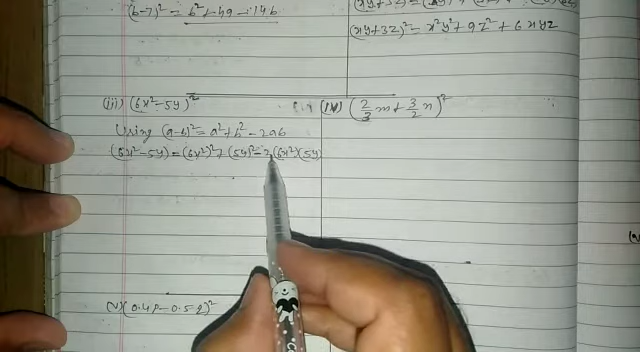 (b-7)² = b² + 49 - 14b
(xy+3z)² = x²y² + 9z² + 6xyz
(iii) (6x²-5y)²
Using (a-b)² = a² + b² - 2ab
(6x²-5y) = (6x²)² + (5y)² - 2(6x²)(5y)
(iv) (2/3 m + 3/2 n)²
(v) (0.4p - 0.5q)²